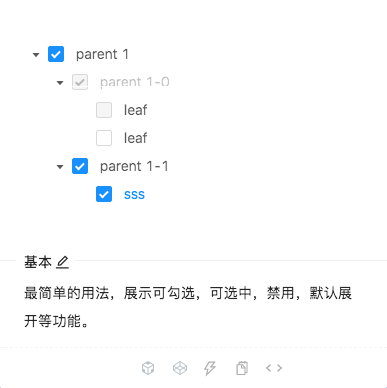 parent 1
parent 1-0
leaf
leaf
parent 1-1
sss
基本
最简单的用法，展示可勾选，可选中，禁用，默认展
开等功能。